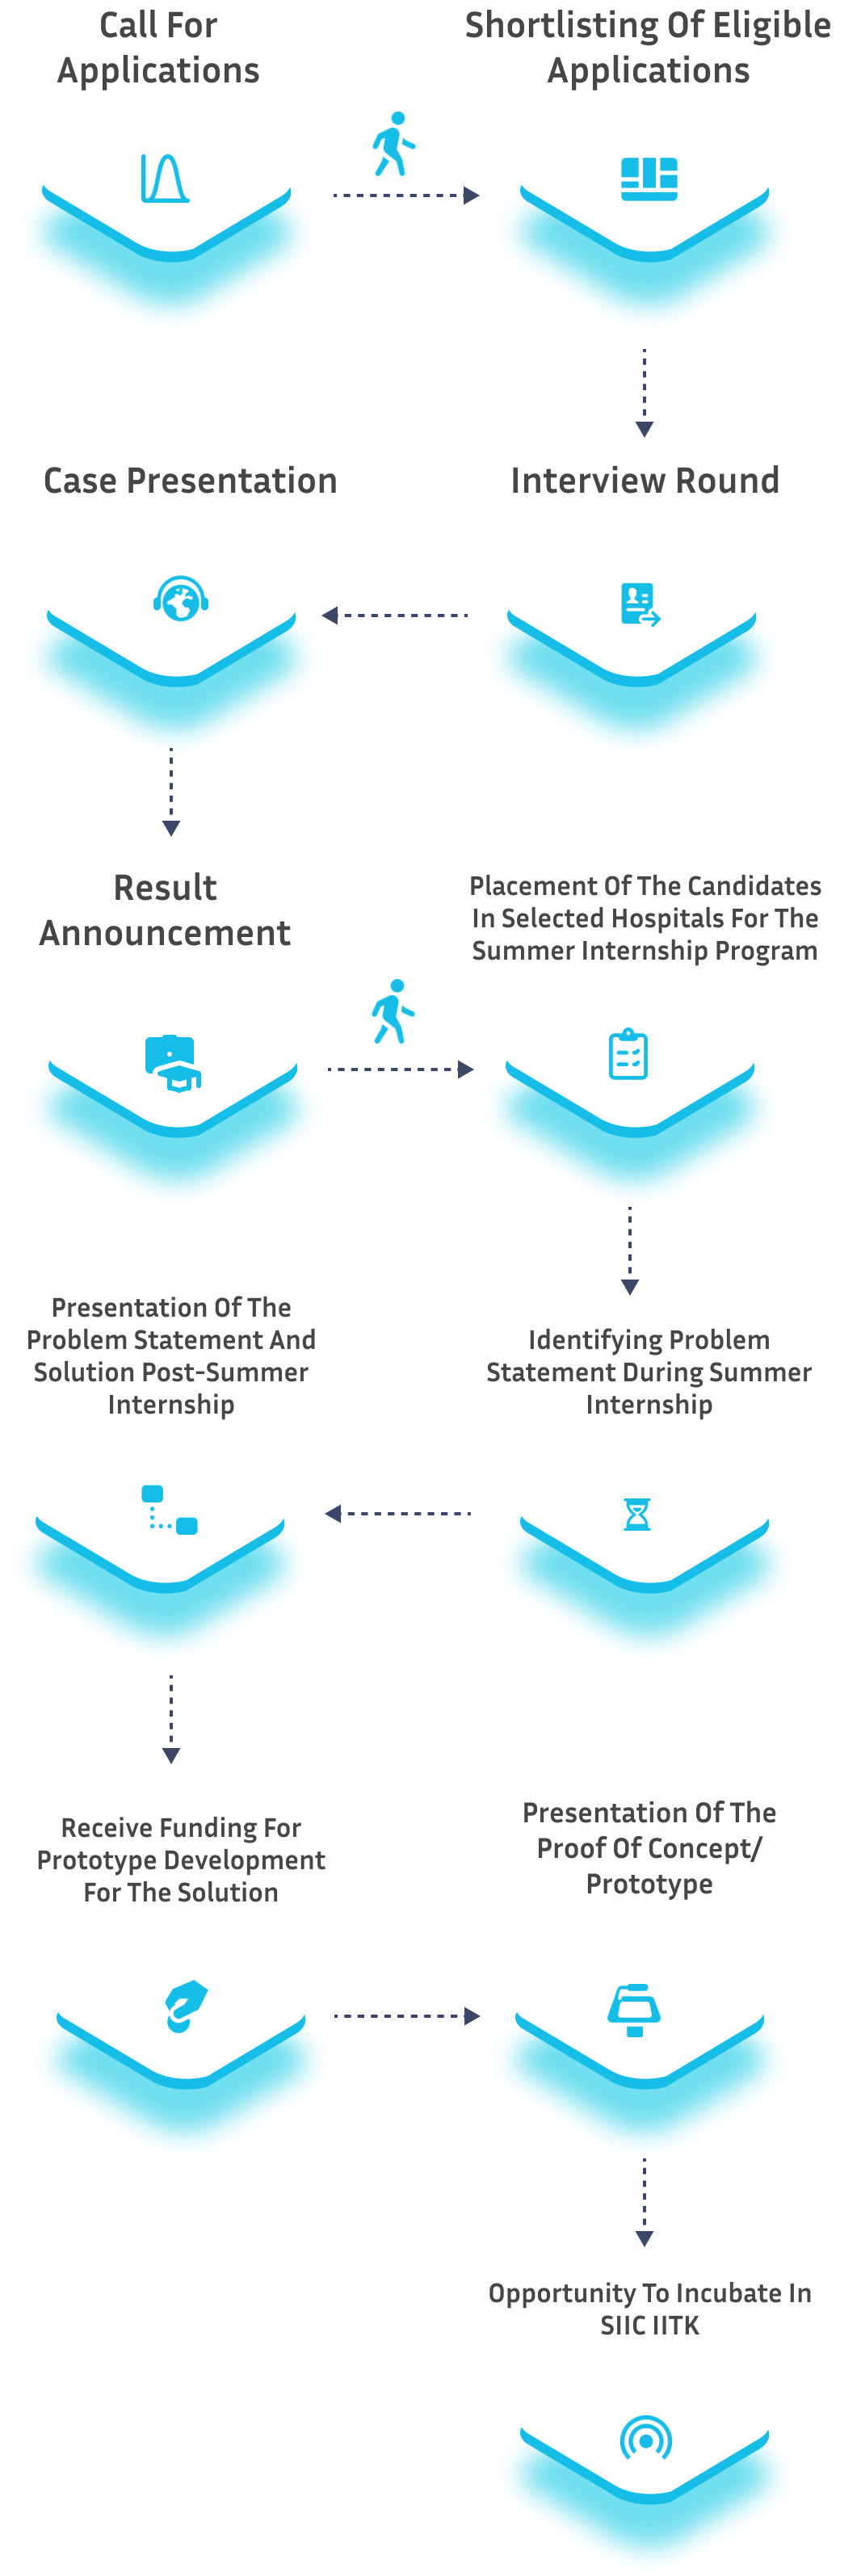 Call For
Applications
Shortlisting Of Eligible
Applications
Interview Round
Case Presentation
Result
Announcement
Placement Of The Candidates
In Selected Hospitals For The
Summer Internship Program
Identifying Problem
Statement During Summer
Internship
Presentation Of The
Problem Statement And
Solution Post-Summer
Internship
Receive Funding For
Prototype Development
For The Solution
Presentation Of The
Proof Of Concept/
Prototype
Opportunity To Incubate In
SIIC IITK